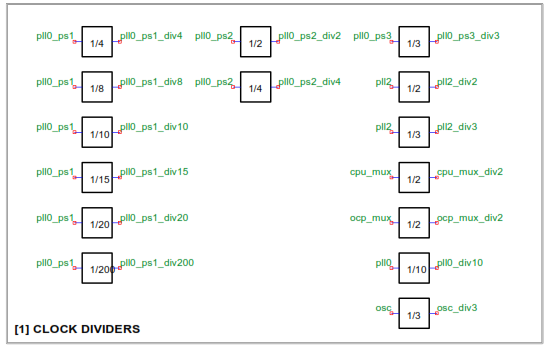 pll0_ps1 1/4 pll0_ps1_div4 pll0_ps2 1/2 pll0_ps2_div2 pll0_ps3 1/3 pll0_ps3_div3
pll0_ps1 1/8 pll0_ps1_div8 pll0_ps2 1/4 pll0_ps2_div4 pll2 1/2 pll2_div2
pll0_ps1 1/10 pll0_ps1_div10 pll2 1/3 pll2_div3
pll0_ps1 1/15 pll0_ps1_div15 cpu_mux 1/2 cpu_mux_div2
pll0_ps1 1/20 pll0_ps1_div20 ocp_mux 1/2 ocp_mux_div2
pll0_ps1 1/200 pll0_ps1_div200 pll0 1/10 pll0_div10
osc 1/3 osc_div3
[1] CLOCK DIVIDERS